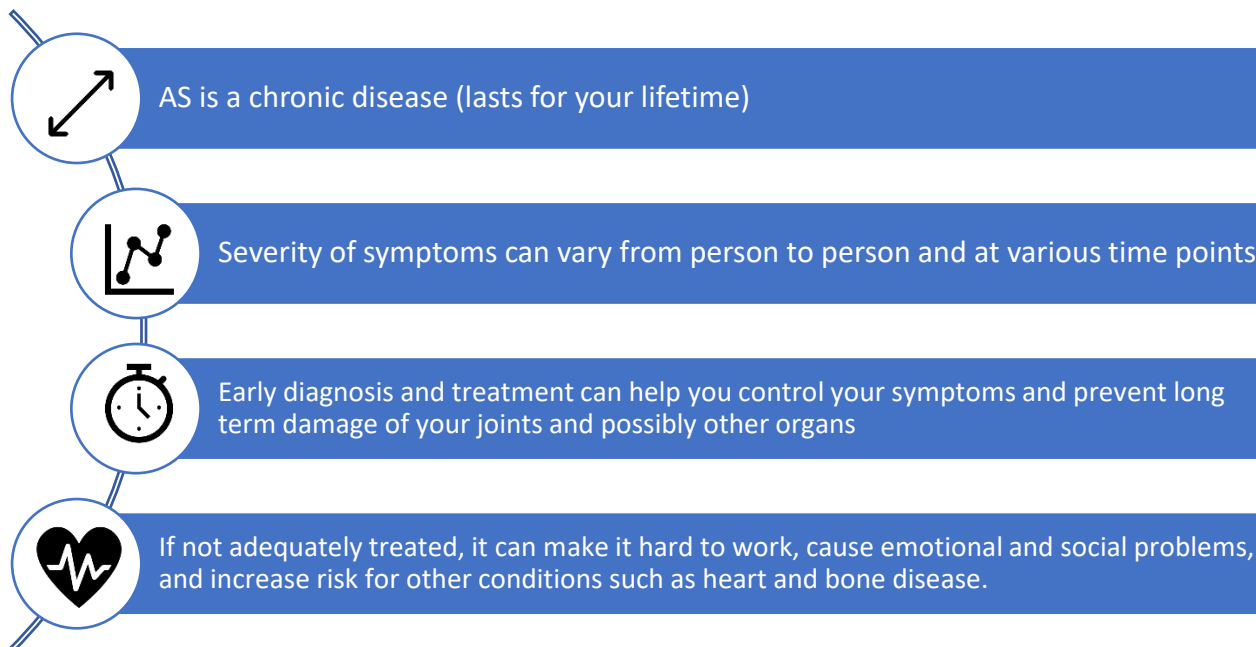 AS is a chronic disease (lasts for your lifetime)
Severity of symptoms can vary from person to person and at various time points
Early diagnosis and treatment can help you control your symptoms and prevent long
term damage of your joints and possibly other organs
If not adequately treated, it can make it hard to work, cause emotional and social problems,
and increase risk for other conditions such as heart and bone disease.